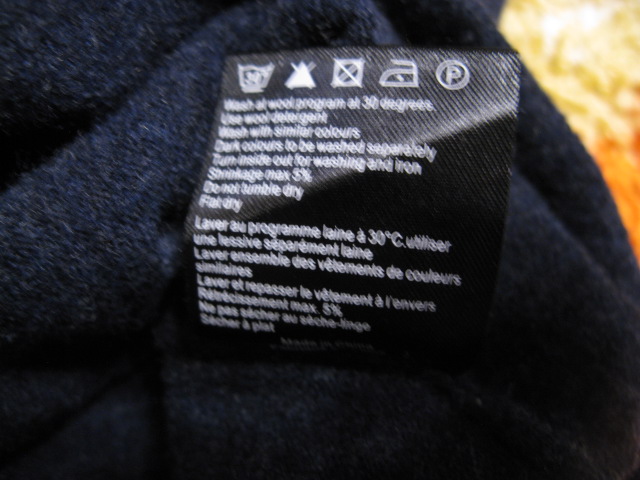 30
P
Wash at wool program at 30 degrees.
Use wool detergent
Wash with similar colours
Dark colours to be washed separately
Turn inside out for washing and iron
Shrinkage max 5%
Do not tumble dry
Flat dry
Laver au programme laine à 30°C utiliser
une lessive séparément laine
Laver ensemble des vêtements de couleurs
similaires
Laver et repasser le vêtement à l'envers
max. 5%
Ne pas sécher au sèche-linge
sécher à plat
Made in